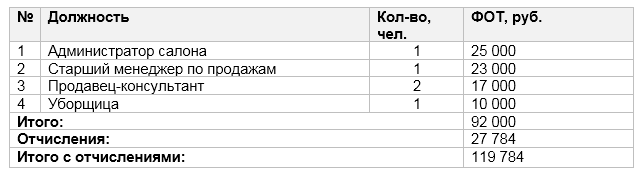 № Должность Кол-во, чел. ФОТ, руб.
1 Администратор салона 1 25 000
2 Старший менеджер по продажам 1 23 000
3 Продавец-консультант 2 17 000
4 Уборщица 1 10 000
Итого: 92 000
Отчисления: 27 784
Итого с отчислениями: 119 784